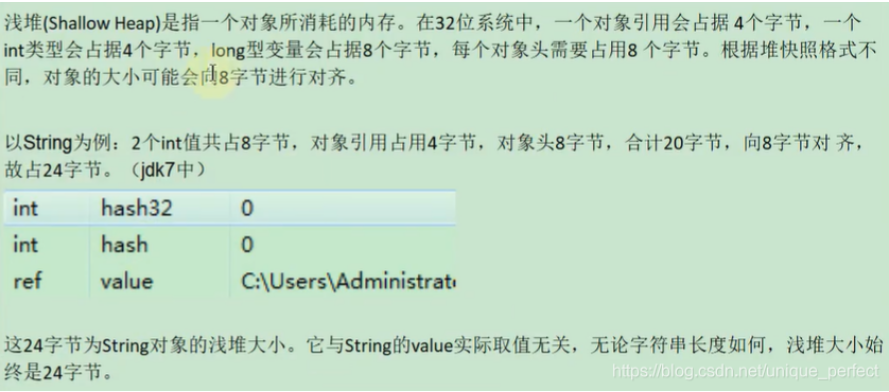 浅堆(Shallow Heap)是指一个对象所消耗的内存。在32位系统中，一个对象引用会占据 4个字节，一个
int类型会占据4个字节，long型变量会占据8个字节，每个对象头需要占用8 个字节。根据堆快照格式不
同，对象的大小可能会向8字节进行对齐。
以String为例：2个int值共占8字节，对象引用占用4字节，对象头8字节，合计20字节，向8字节对 齐，
故占24字节。（jdk7中）
int hash32 0
int hash 0
ref value C:\Users\Administrat
这24字节为String对象的浅堆大小。它与String的value实际取值无关，无论字符串长度如何，浅堆大小始
终是24字节。
https://blog.csdn.net/unique_perfect